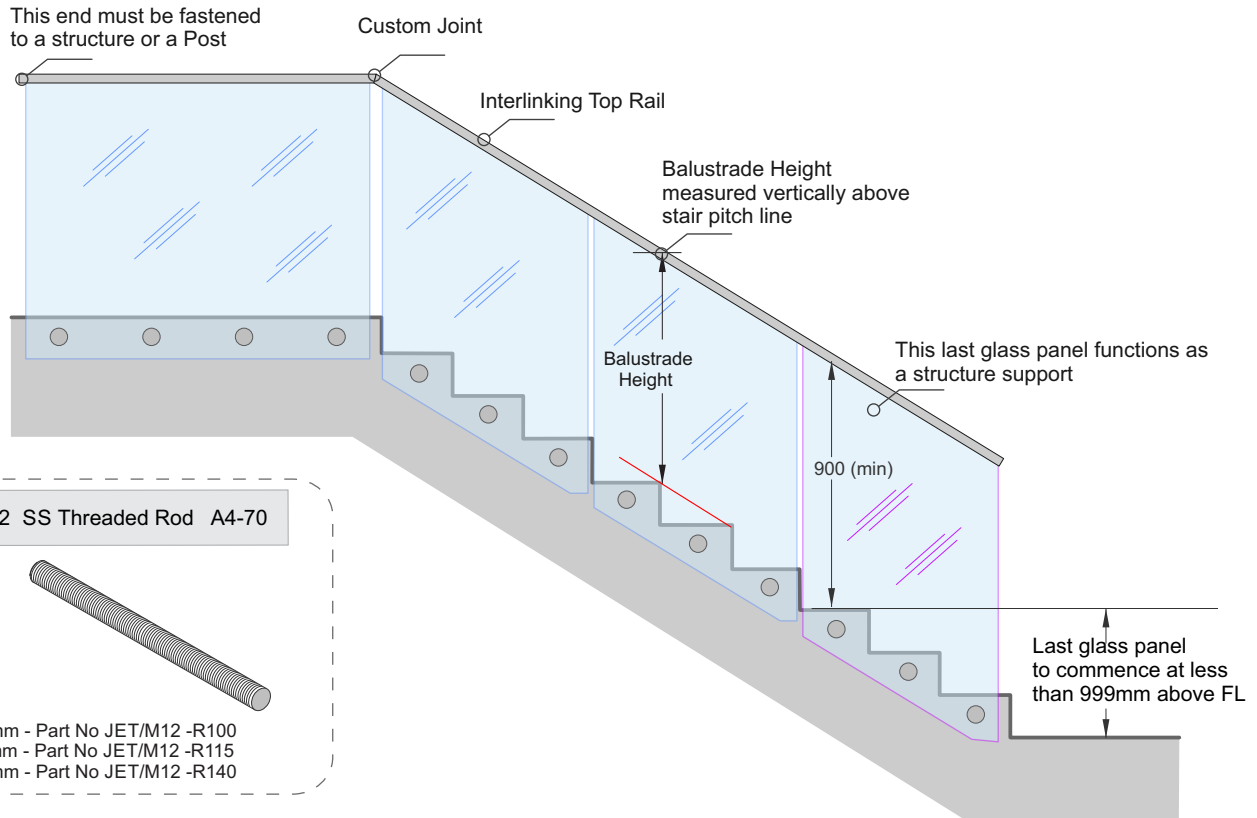 This end must be fastened
to a structure or a Post
Custom Joint
Interlinking Top Rail
Balustrade Height
measured vertically above
stair pitch line
Balustrade
Height
This last glass panel functions as
a structure support
900 (min)
Last glass panel
to commence at less
than 999mm above FL
2 SS Threaded Rod A4-70
mm - Part No JET/M12 -R100
mm - Part No JET/M12 -R115
mm - Part No JET/M12 -R140